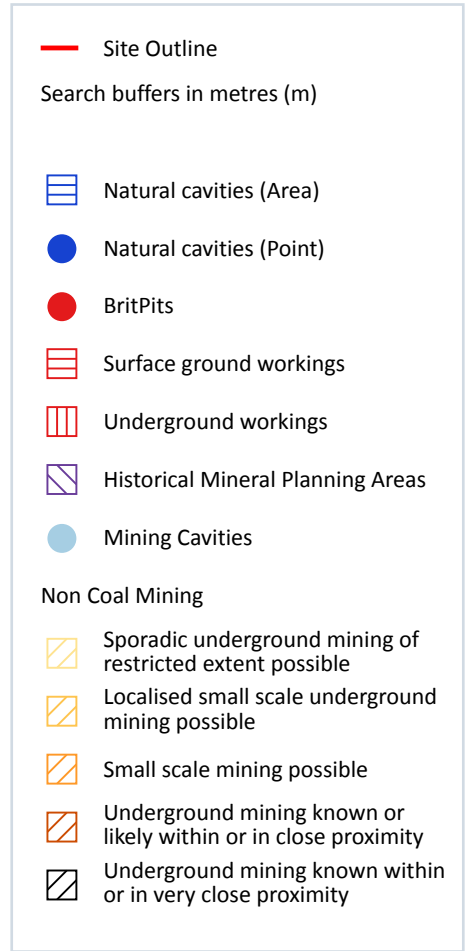 Site Outline
Search buffers in metres (m)
Natural cavities (Area)
Natural cavities (Point)
BritPits
Surface ground workings
Underground workings
Historical Mineral Planning Areas
Mining Cavities
Non Coal Mining
Sporadic underground mining of
restricted extent possible
Localised small scale underground
mining possible
Small scale mining possible
Underground mining known or
likely within or in close proximity
Underground mining known within
or in very close proximity